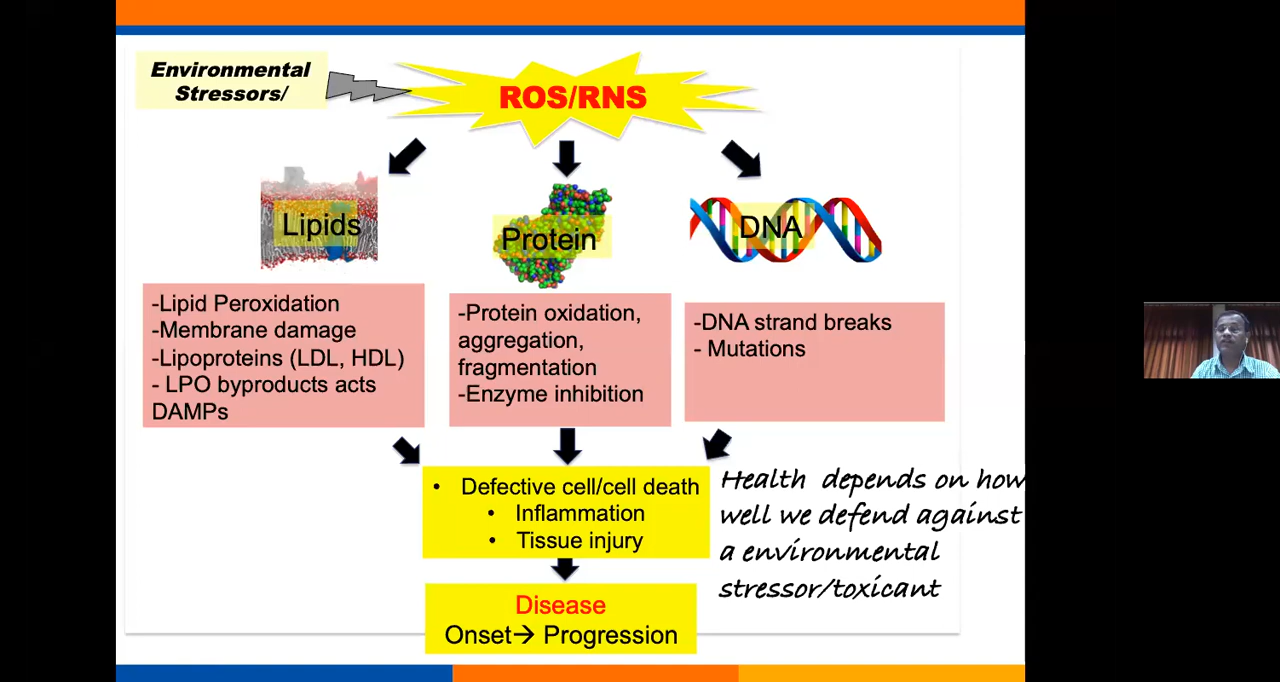 Environmental
Stressors/
ROS/RNS
Lipids
Protein
DNA
-Lipid Peroxidation
-Membrane damage
-Lipoproteins (LDL, HDL)
- LPO byproducts acts
DAMPs
-Protein oxidation,
aggregation,
fragmentation
-Enzyme inhibition
-DNA strand breaks
- Mutations
• Defective cell/cell death
• Inflammation
• Tissue injury
Health depends on how
well we defend against
a environmental
stressor/toxicant
Disease
Onset→ Progression